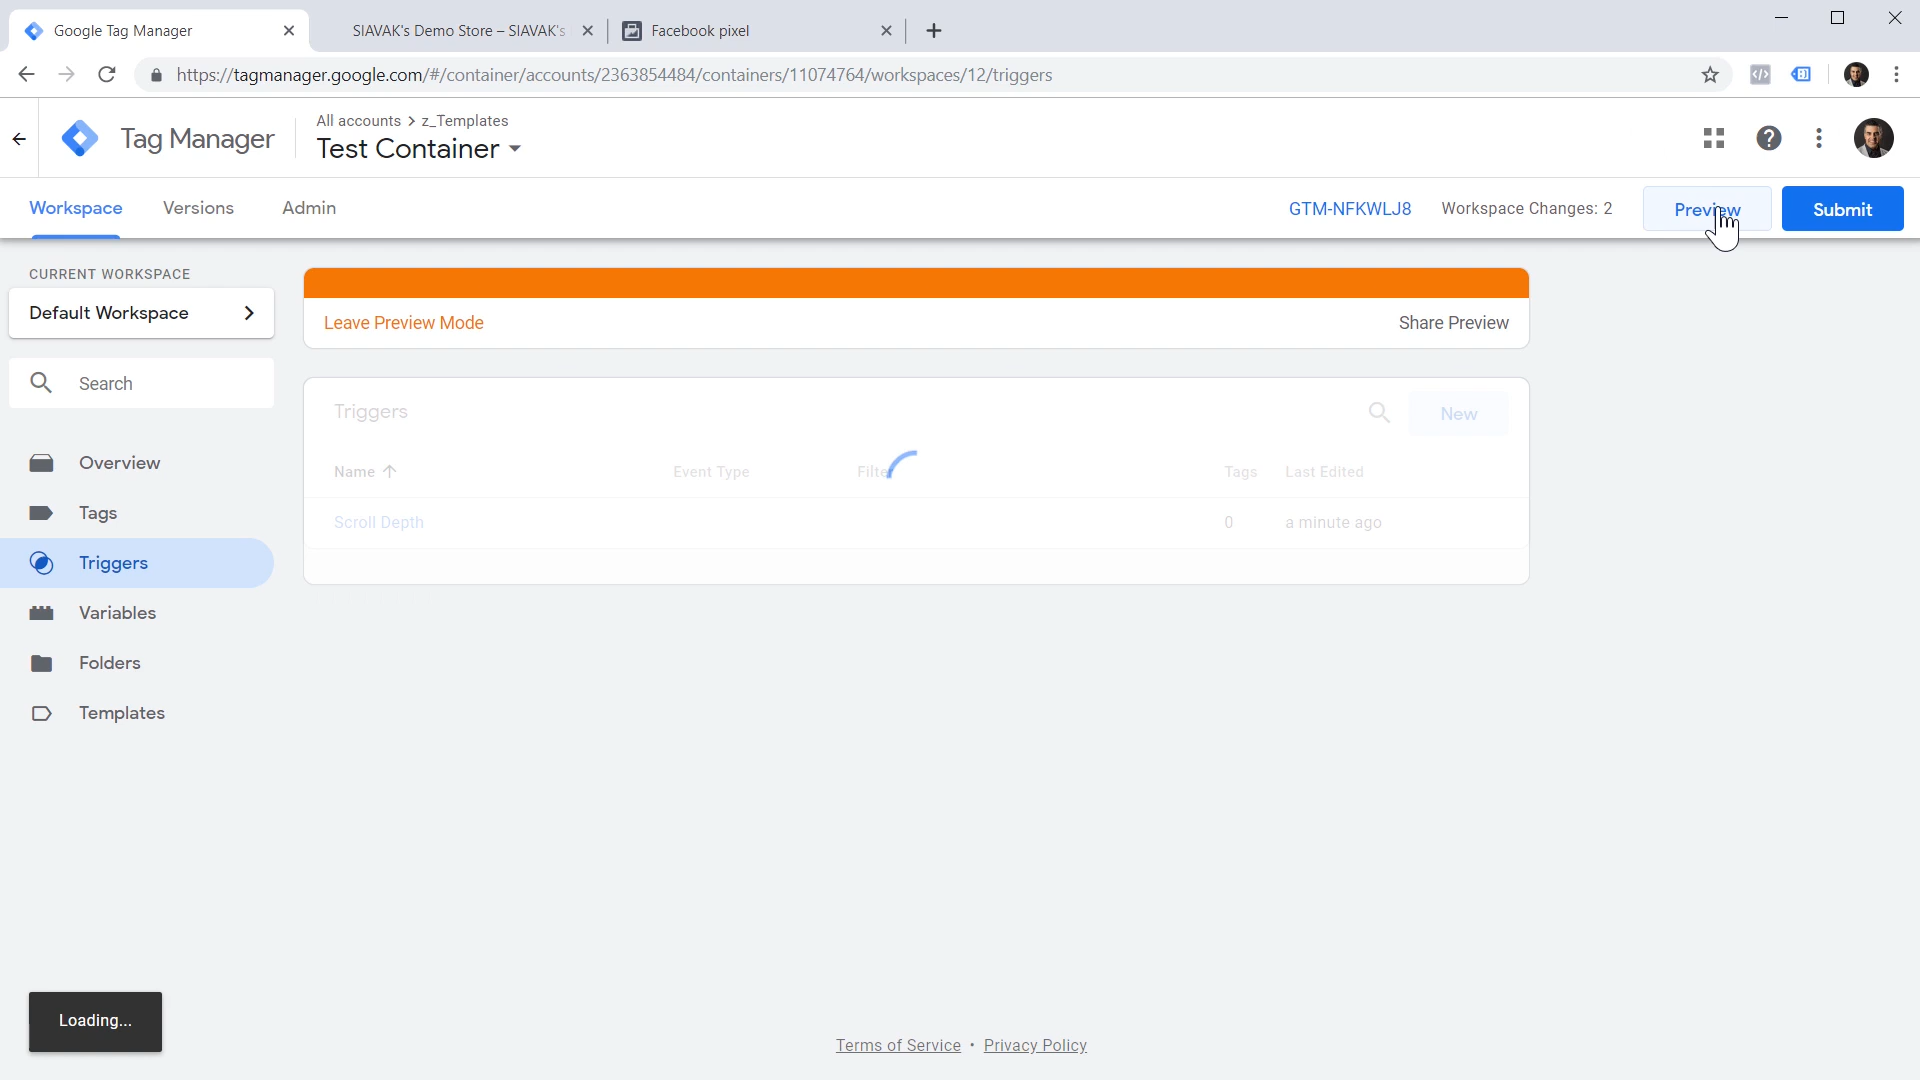 Google Tag Manager
SIAVAK's Demo Store – SIAVAK's
Facebook pixel
https://tagmanager.google.com/#/container/accounts/2363854484/containers/11074764/workspaces/12/triggers
Tag Manager
All accounts > z_Templates
Test Container
Workspace
Versions
Admin
GTM-NFKWLJ8
Workspace Changes: 2
Preview
Submit
CURRENT WORKSPACE
Default Workspace
Search
Overview
Tags
Triggers
Variables
Folders
Templates
Leave Preview Mode
Share Preview
Triggers
New
Name
Event Type
Filter
Tags
Last Edited
Scroll Depth
0
a minute ago
Loading...
Terms of Service • Privacy Policy